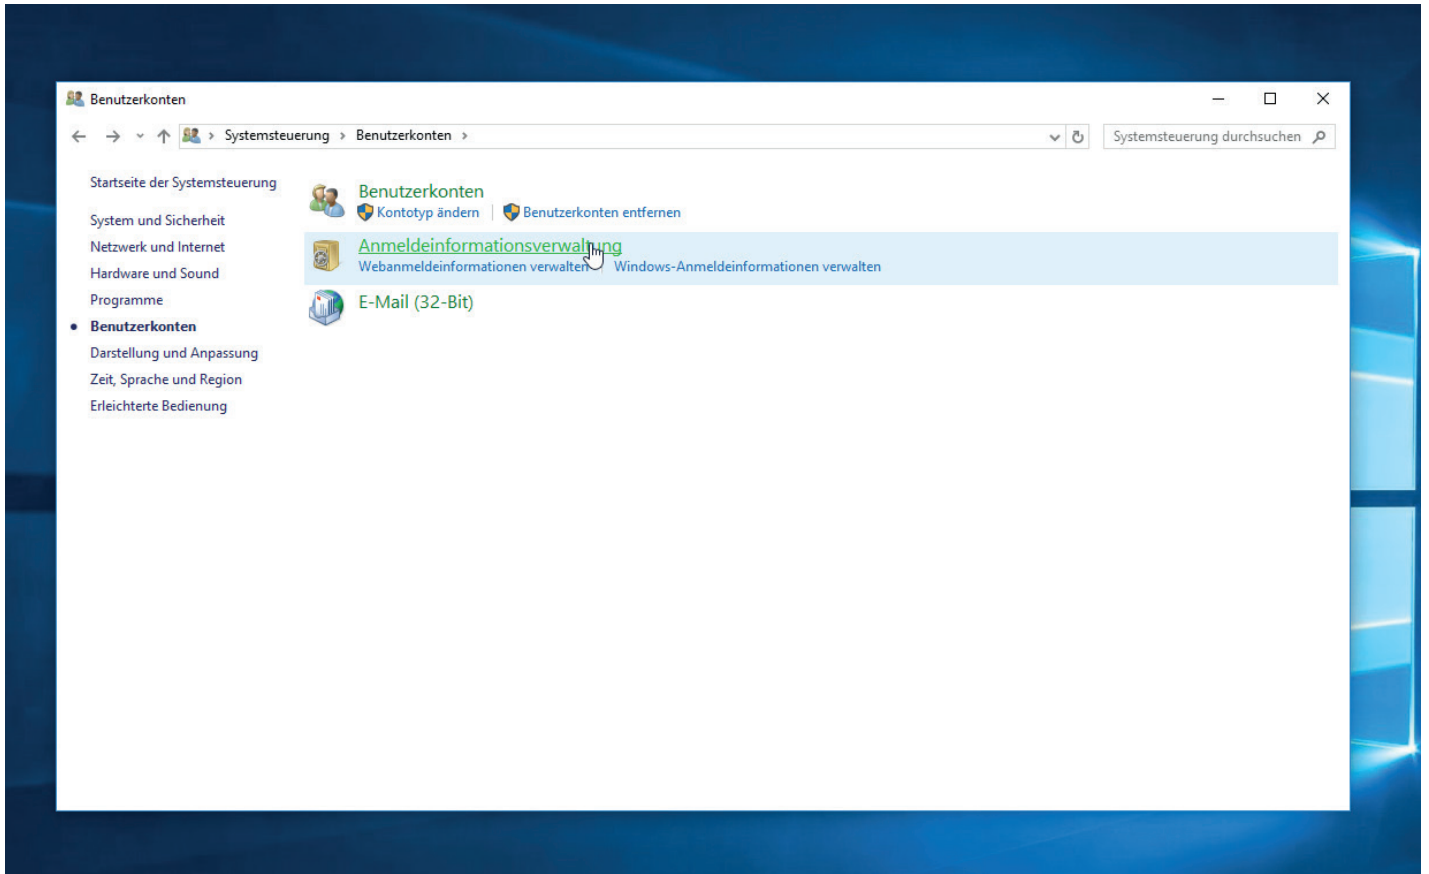 Benutzerkonten
Systemsteuerung > Benutzerkonten >
Systemsteuerung durchsuchen
Startseite der Systemsteuerung
System und Sicherheit
Netzwerk und Internet
Hardware und Sound
Programme
Benutzerkonten
Darstellung und Anpassung
Zeit, Sprache und Region
Erleichterte Bedienung
Benutzerkonten
Kontotyp ändern | Benutzerkonten entfernen
Anmeldeinformationsverwaltung
Webanmeldeinformationen verwalten | Windows-Anmeldeinformationen verwalten
E-Mail (32-Bit)